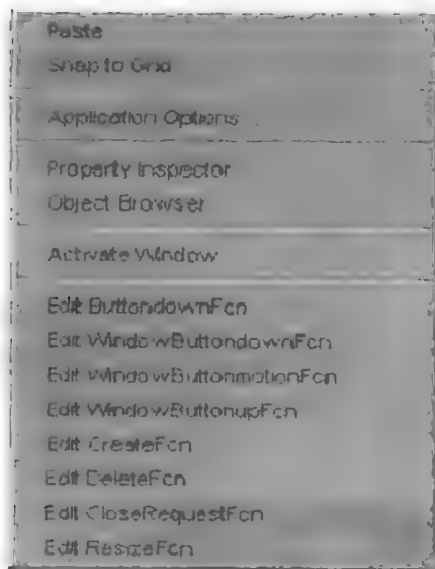 Paste
Snap to Grid
Application Options...
Property Inspector
Object Browser
Activate Window
Edit ButtondownFcn
Edit WindowButtondownFcn
Edit WindowButtonmotionFcn
Edit WindowButtonupFcn
Edit CreateFcn
Edit DeleteFcn
Edit CloseRequestFcn
Edit ResizeFcn